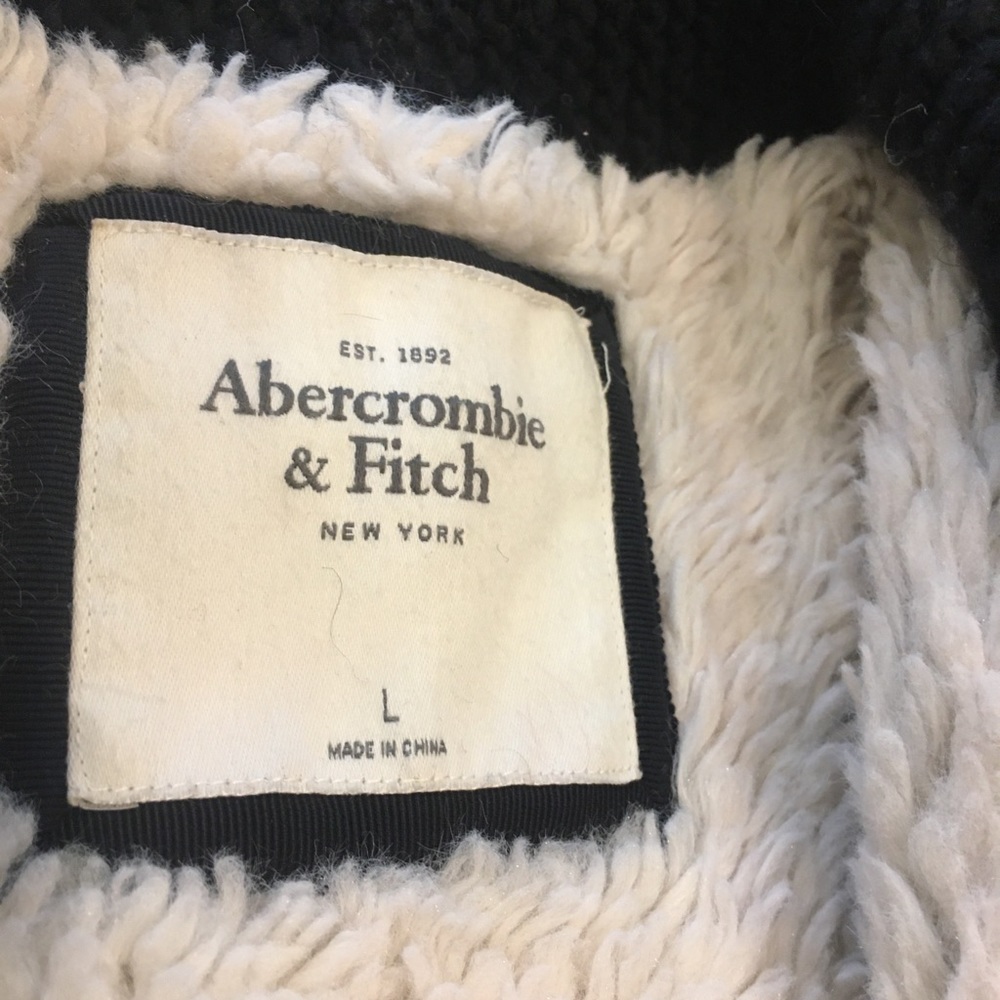 EST. 1892
Abercrombie
& Fitch
NEW YORK
L
MADE IN CHINA